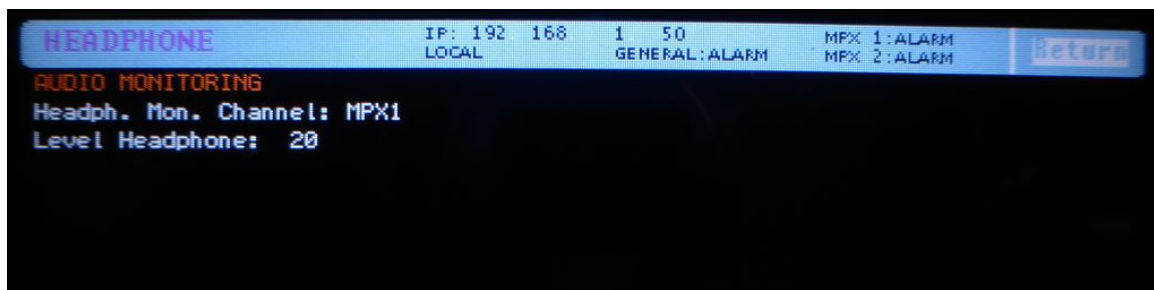 HEADPHONE
IP: 192 168 1 50
LOCAL
GENERAL:ALARM
MPX 1:ALARM
MPX 2:ALARM
Return
AUDIO MONITORING
Headph. Mon. Channel: MPX1
Level Headphone: 20